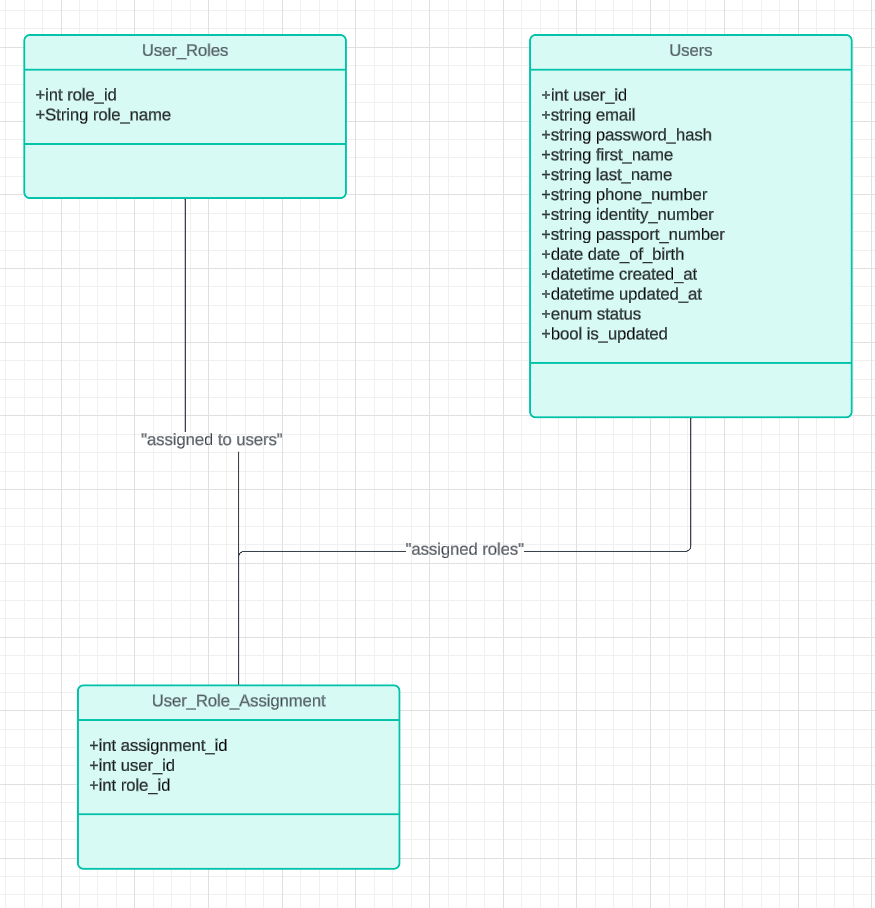 User_Roles
+int role_id
+String role_name
Users
+int user_id
+string email
+string password_hash
+string first_name
+string last_name
+string phone_number
+string identity_number
+string passport_number
+date date_of_birth
+datetime created_at
+datetime updated_at
+enum status
+bool is_updated
"assigned to users"
"assigned roles"
User_Role_Assignment
+int assignment_id
+int user_id
+int role_id